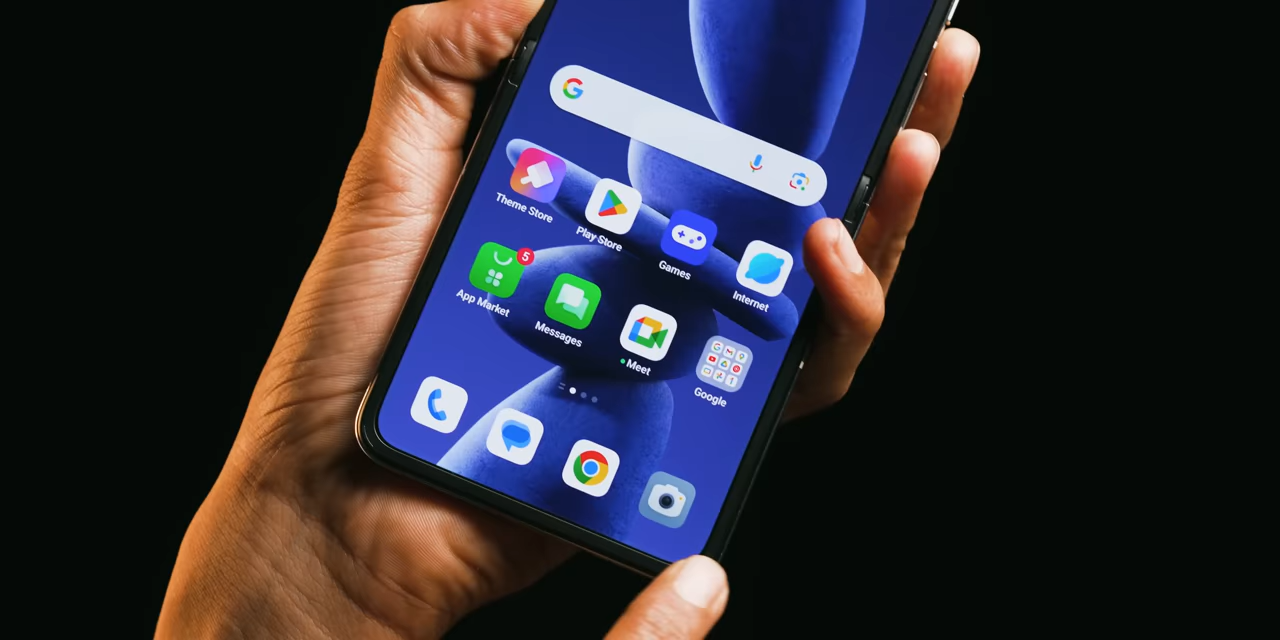 G
Theme Store
Play Store
Games
Internet
5
App Market
Messages
Meet
Google